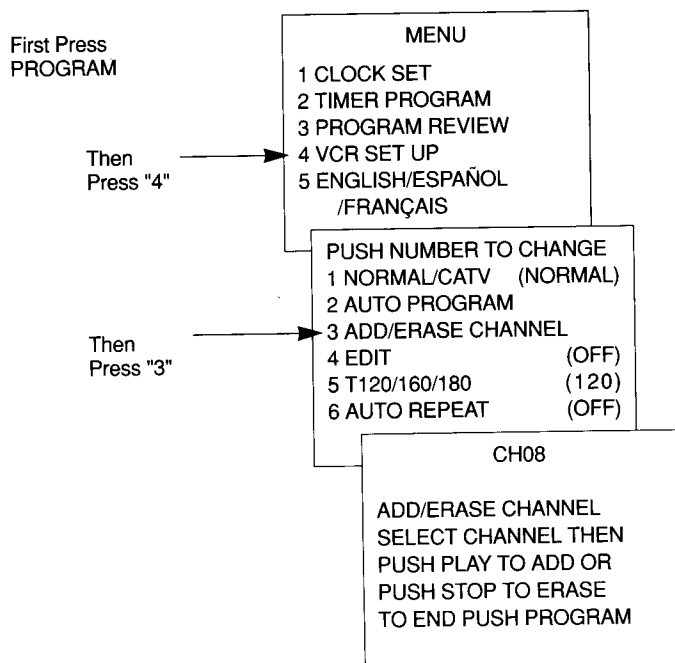 First Press
PROGRAM
MENU
1 CLOCK SET
2 TIMER PROGRAM
3 PROGRAM REVIEW
Then
Press "4"
4 VCR SET UP
5 ENGLISH/ESPAÑOL
/FRANÇAIS
PUSH NUMBER TO CHANGE
1 NORMAL/CATV (NORMAL)
2 AUTO PROGRAM
Then
Press "3"
3 ADD/ERASE CHANNEL
4 EDIT (OFF)
5 T120/160/180 (120)
6 AUTO REPEAT (OFF)
CH08
ADD/ERASE CHANNEL
SELECT CHANNEL THEN
PUSH PLAY TO ADD OR
PUSH STOP TO ERASE
TO END PUSH PROGRAM